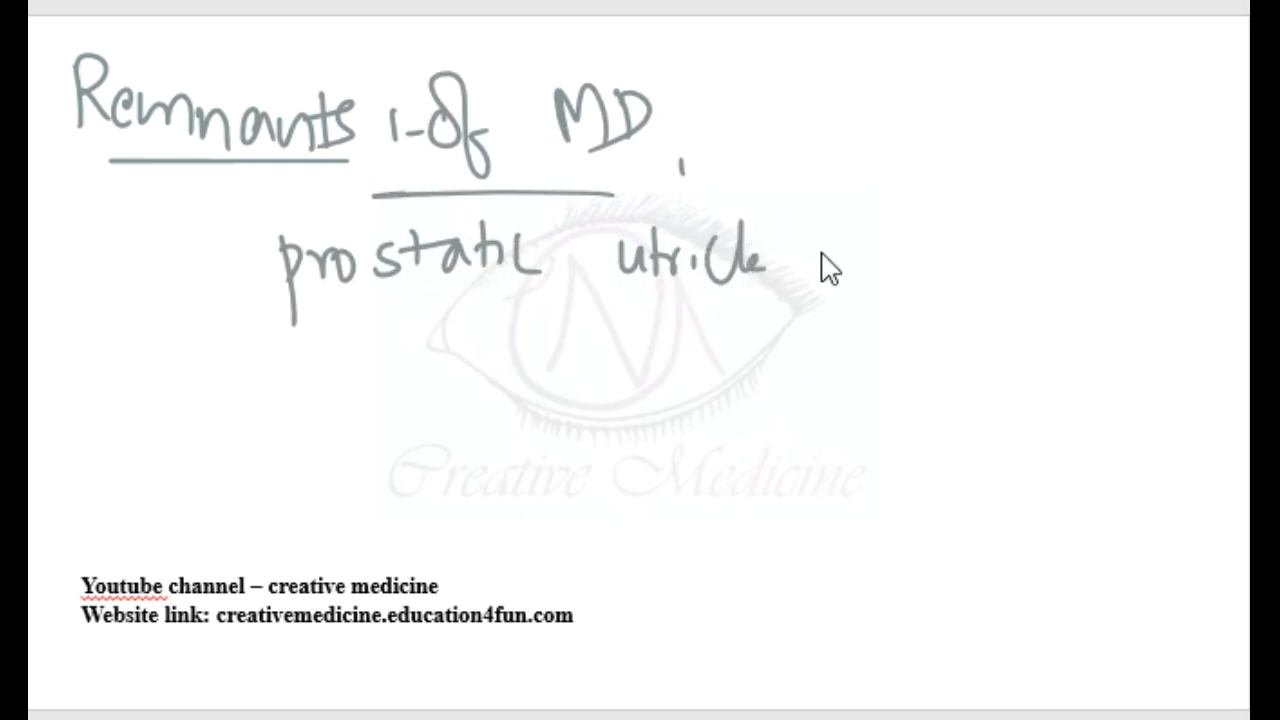 Remnants 1-Of MD,
prostatic utricle
Creative Medicine
Youtube channel – creative medicine
Website link: creativemedicine.education4fun.com